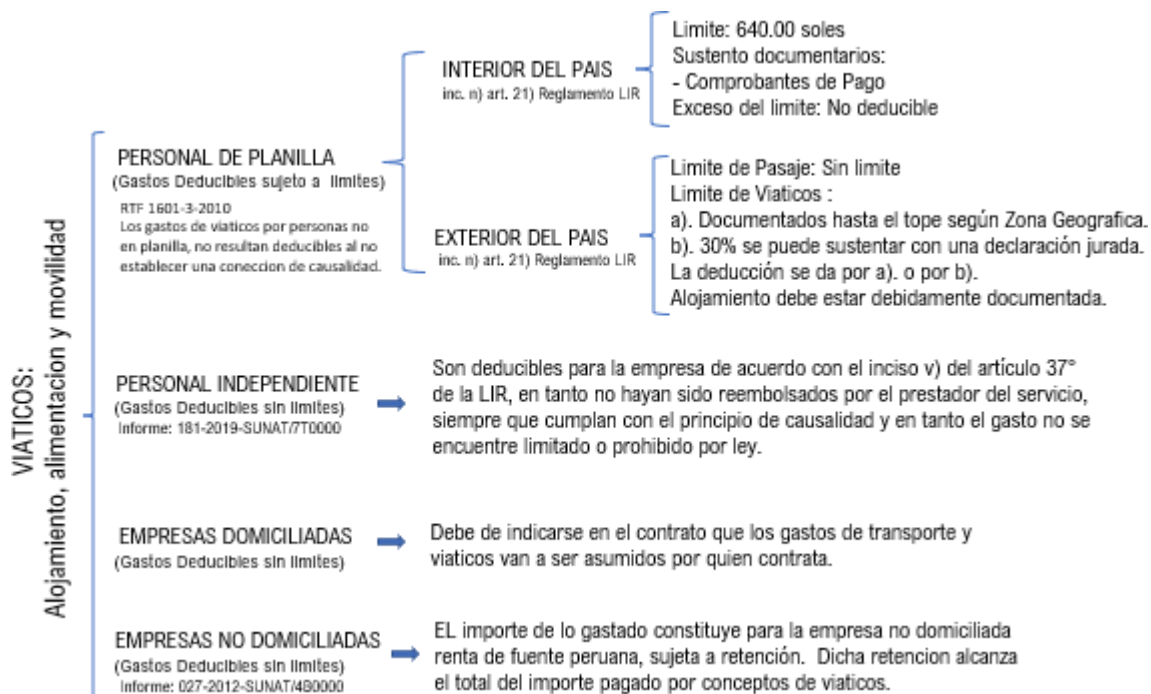 VIATICOS:
Alojamiento, alimentacion y movilidad
PERSONAL DE PLANILLA
(Gastos Deducibles sujeto a limites)
RTF 1601-3-2010
Los gastos de viaticos por personas no
en planilla, no resultan deducibles al no
establecer una coneccion de causalidad.
INTERIOR DEL PAIS
inc. n) art. 21) Reglamento LIR
Limite: 640.00 soles
Sustento documentarios:
- Comprobantes de Pago
Exceso del limite: No deducible
EXTERIOR DEL PAIS
inc. n) art. 21) Reglamento LIR
Limite de Pasaje: Sin limite
Limite de Viaticos :
a). Documentados hasta el tope según Zona Geografica.
b). 30% se puede sustentar con una declaración jurada.
La deducción se da por a). o por b).
Alojamiento debe estar debidamente documentada.
PERSONAL INDEPENDIENTE
(Gastos Deducibles sin limites)
Informe: 181-2019-SUNAT/7T0000
Son deducibles para la empresa de acuerdo con el inciso v) del artículo 37°
de la LIR, en tanto no hayan sido reembolsados por el prestador del servicio,
siempre que cumplan con el principio de causalidad y en tanto el gasto no se
encuentre limitado o prohibido por ley.
EMPRESAS DOMICILIADAS
(Gastos Deducibles sin limites)
Debe de indicarse en el contrato que los gastos de transporte y
viaticos van a ser asumidos por quien contrata.
EMPRESAS NO DOMICILIADAS
(Gastos Deducibles sin limites)
Informe: 027-2012-SUNAT/4B0000
EL importe de lo gastado constituye para la empresa no domiciliada
renta de fuente peruana, sujeta a retención. Dicha retencion alcanza
el total del importe pagado por conceptos de viaticos.